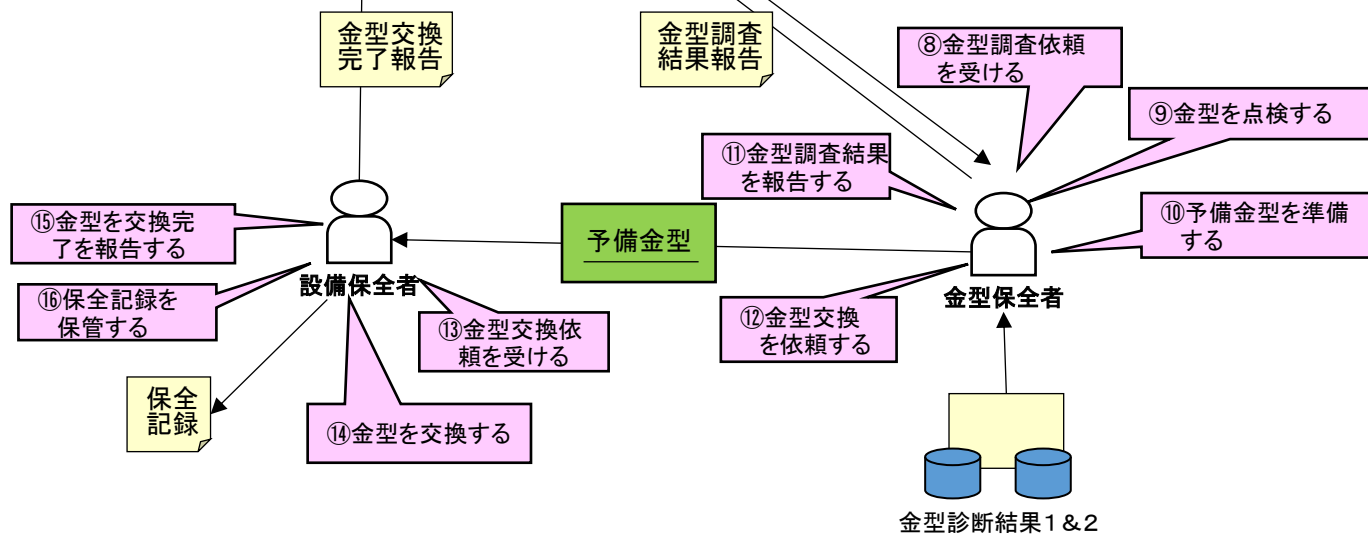 金型交換
完了報告
金型調査
結果報告
⑧金型調査依頼
を受ける
⑨金型を点検する
⑪金型調査結果
を報告する
⑩予備金型を準備
する
⑮金型を交換完
了を報告する
予備金型
設備保全者
金型保全者
⑯保全記録を
保管する
⑬金型交換依
頼を受ける
⑫金型交換
を依頼する
保全
記録
⑭金型を交換する
金型診断結果1&2